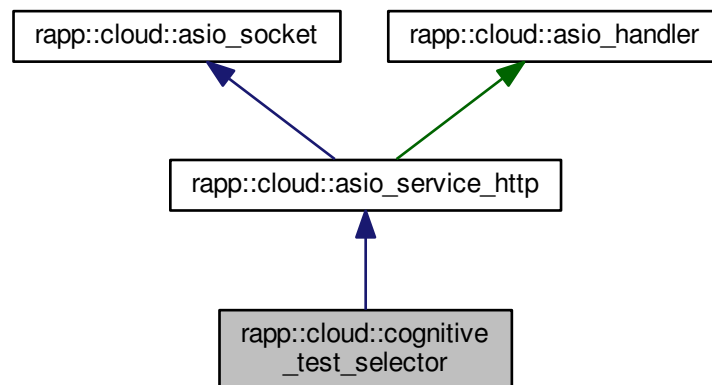 rapp::cloud::asio_socket
rapp::cloud::asio_handler
rapp::cloud::asio_service_http
rapp::cloud::cognitive
_test_selector